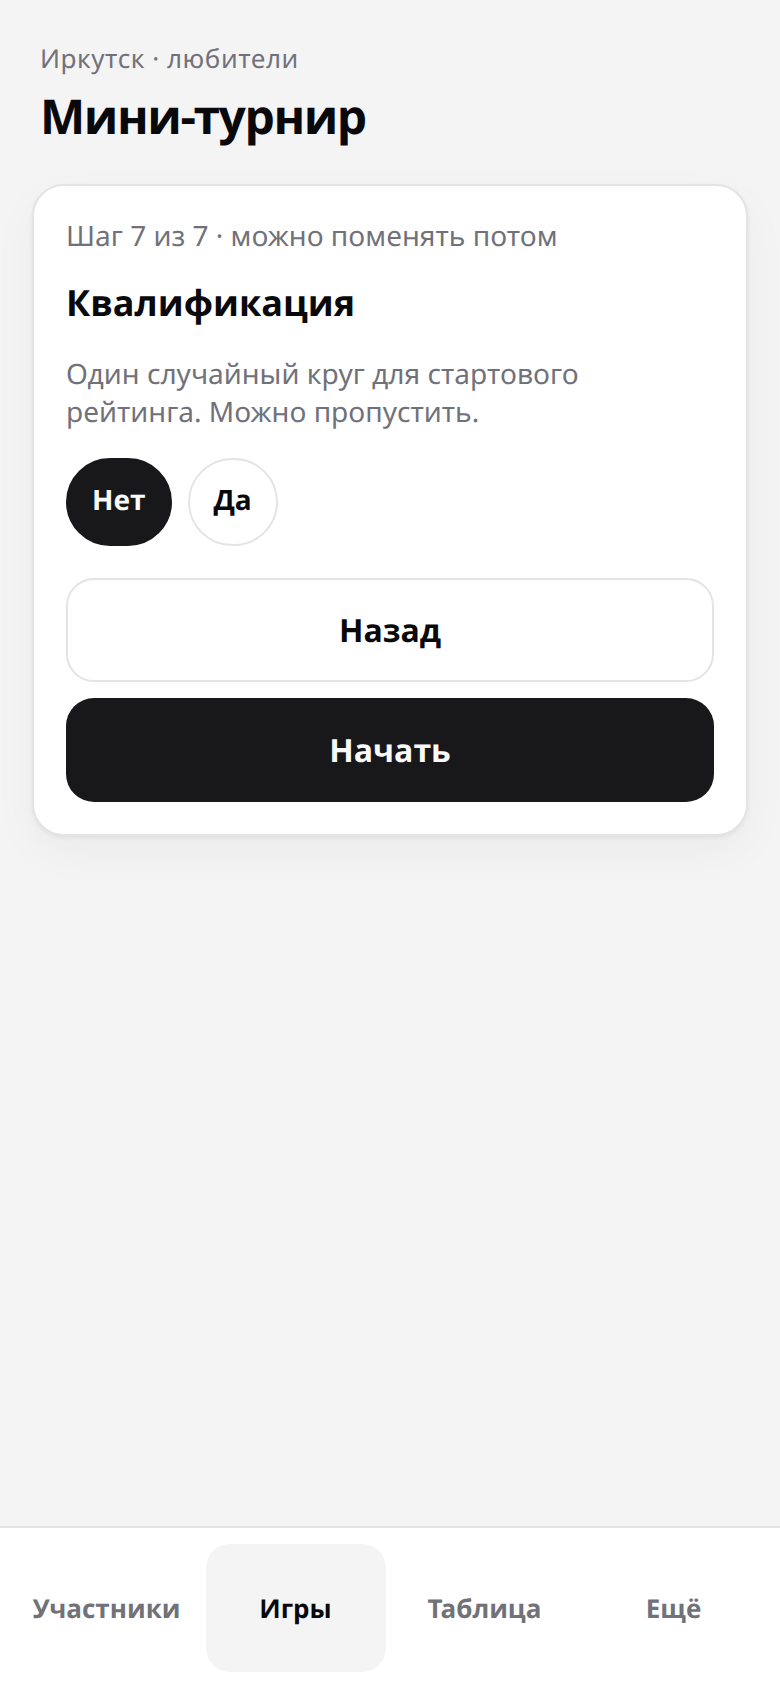 Иркутск · любители
Мини-турнир
Шаг 7 из 7 · можно поменять потом
Квалификация
Один случайный круг для стартового
рейтинга. Можно пропустить.
Нет Да
Назад
Начать
Участники Игры Таблица Ещё